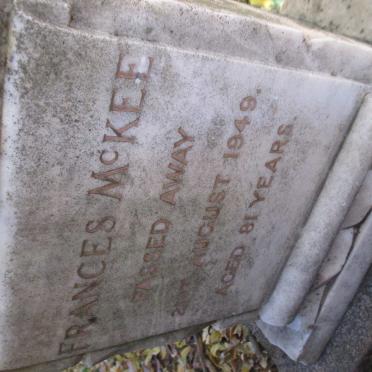 FRANCES McKEE
PASSED AWAY
AUGUST 1949.
AGED 81 YEARS.